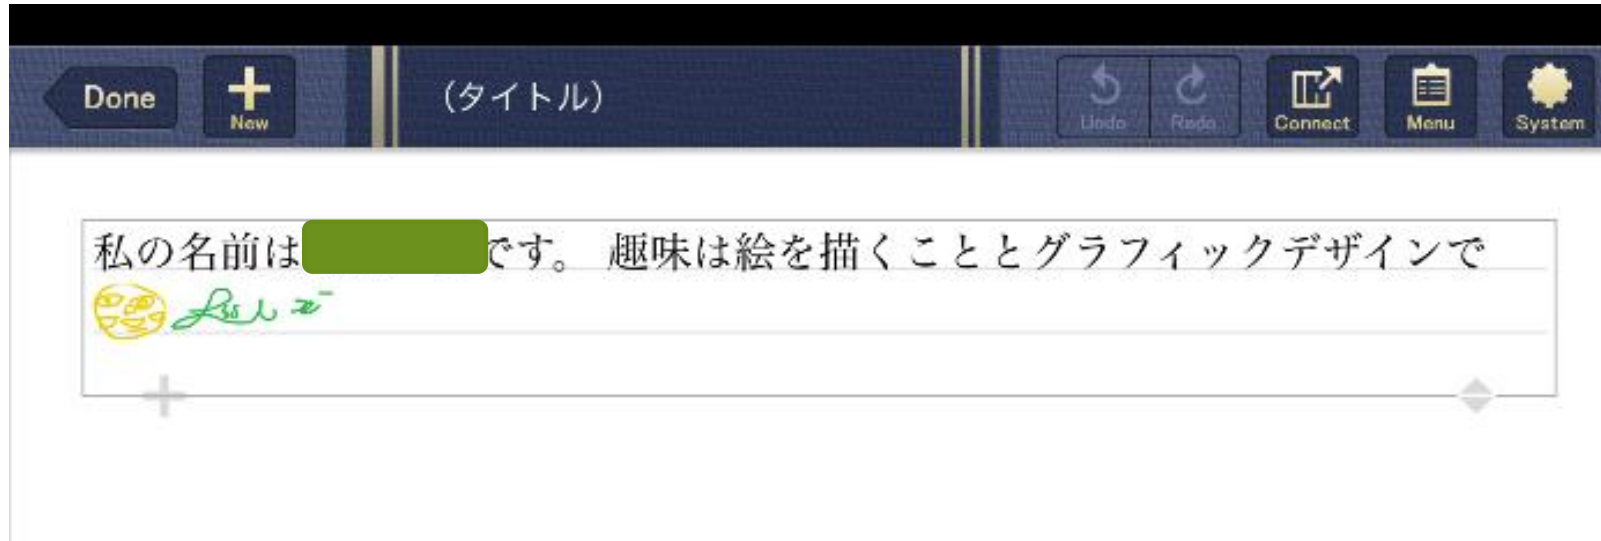 Done
New
（タイトル）
Undo
Redo
Connect
Menu
System
私の名前は です。 趣味は絵を描くこととグラフィックデザインで